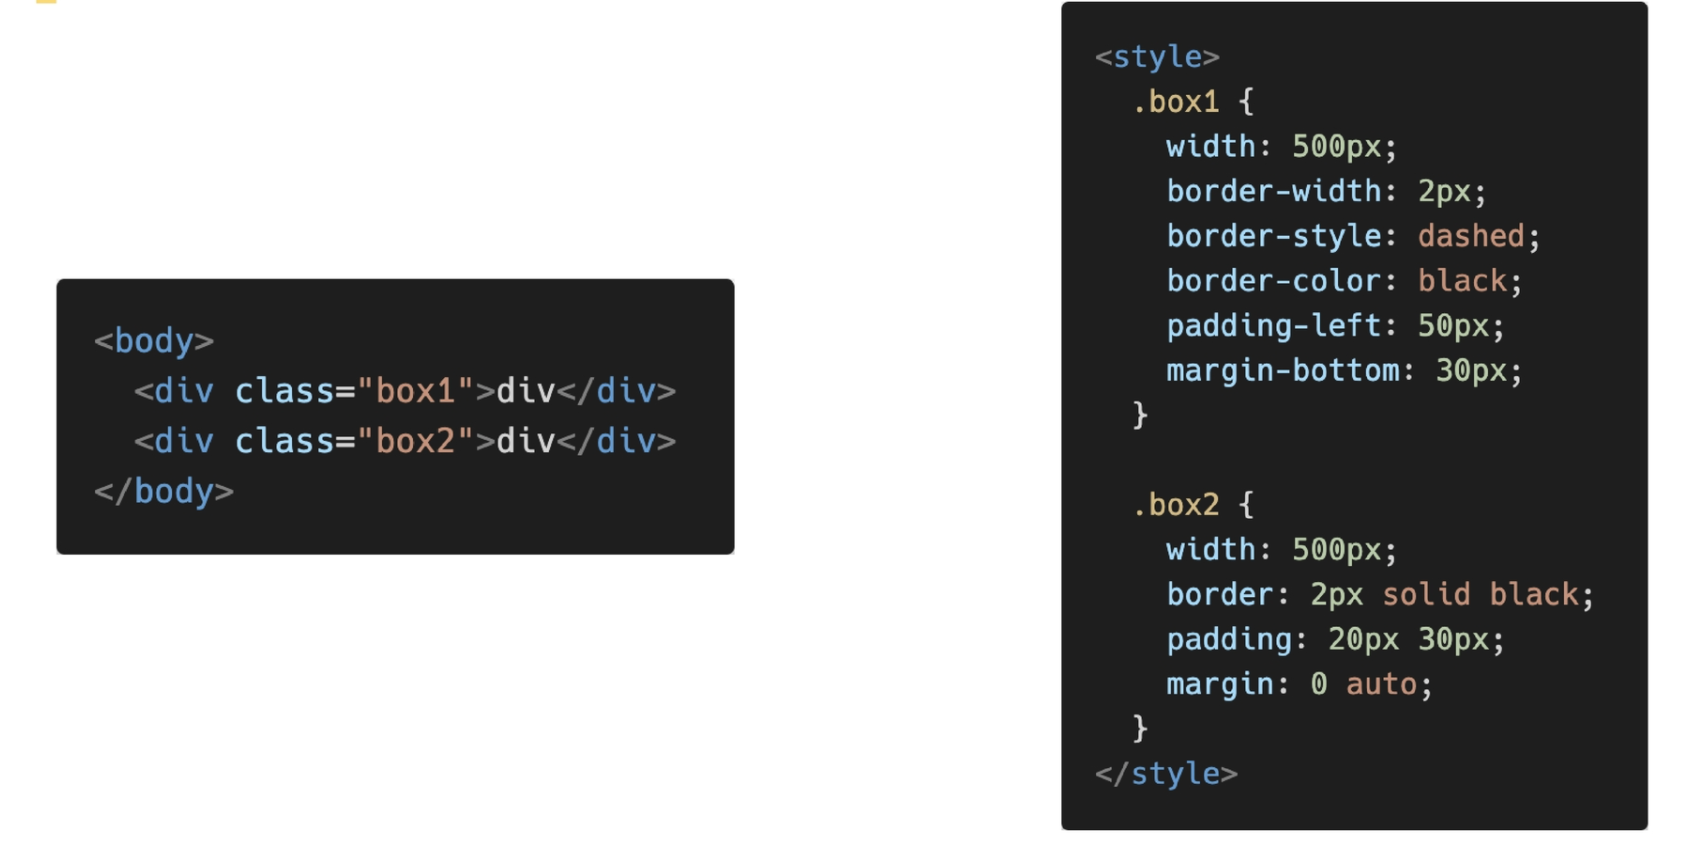 <body>
  <div class="box1">div</div>
  <div class="box2">div</div>
</body>
<style>
  .box1 {
    width: 500px;
    border-width: 2px;
    border-style: dashed;
    border-color: black;
    padding-left: 50px;
    margin-bottom: 30px;
  }

  .box2 {
    width: 500px;
    border: 2px solid black;
    padding: 20px 30px;
    margin: 0 auto;
  }
</style>